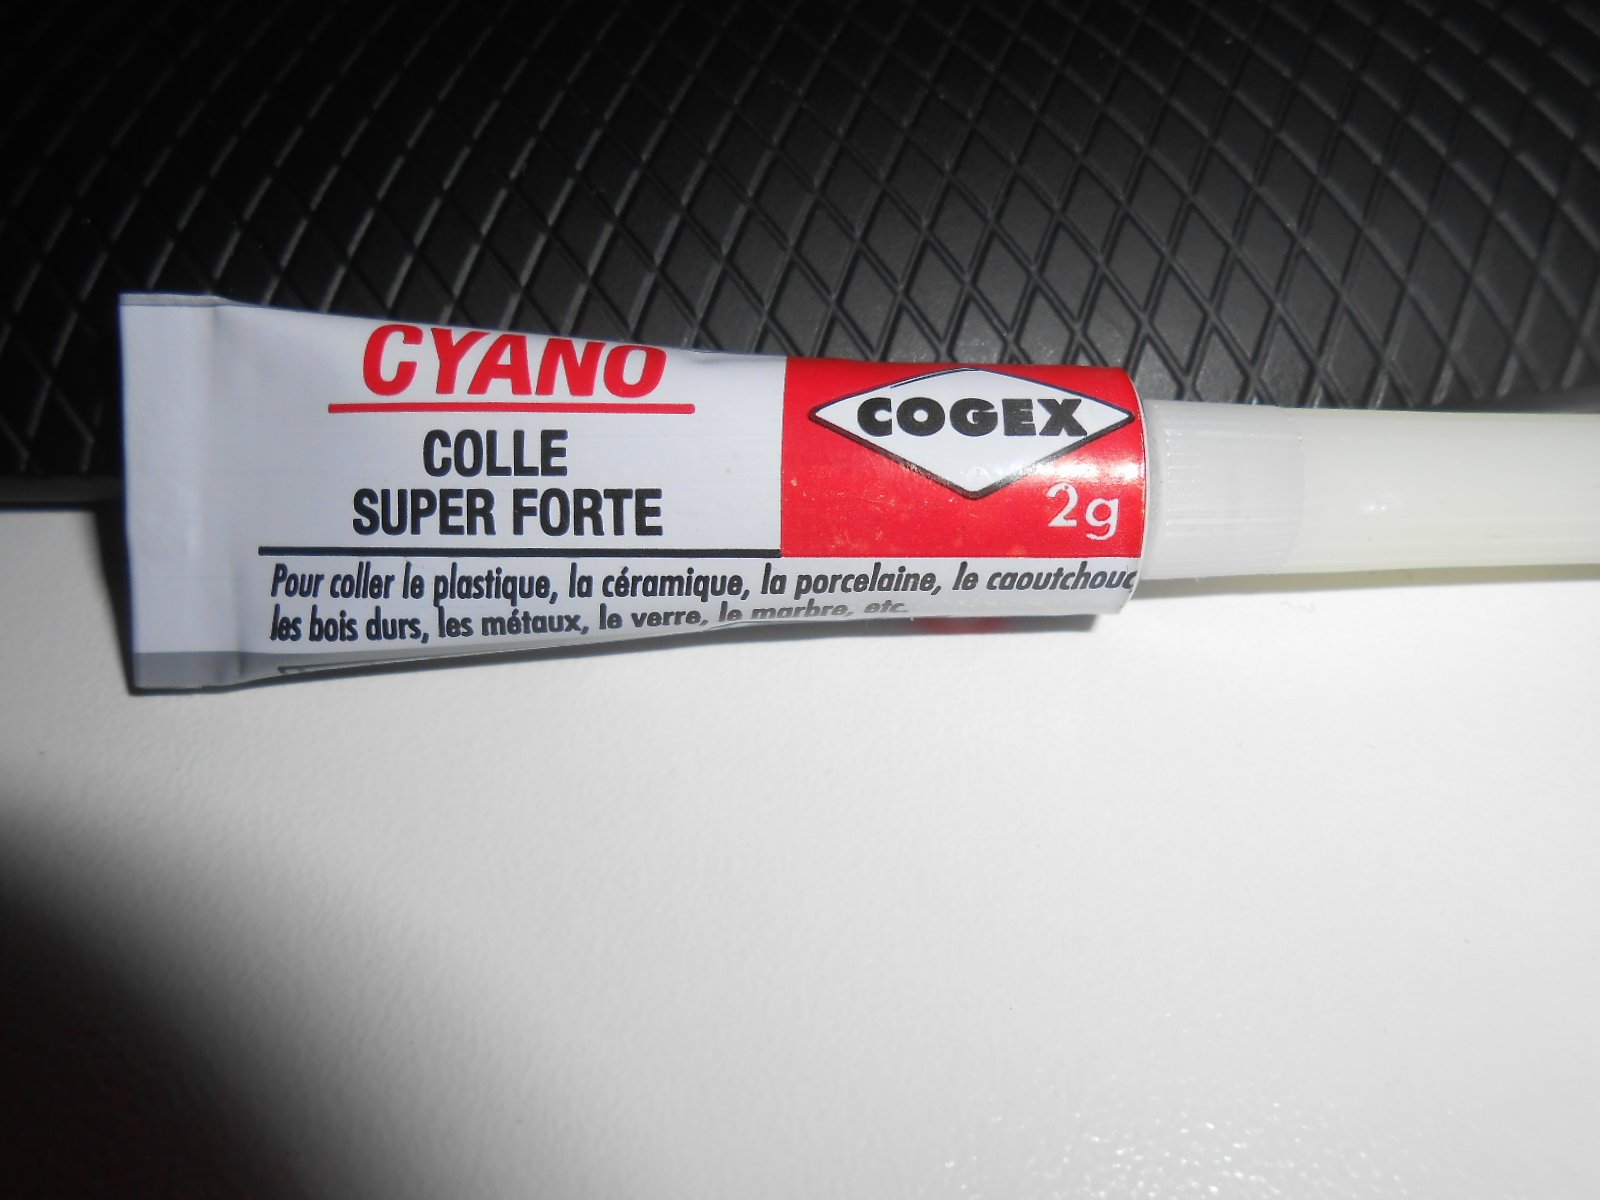 CYANO
COLLE
SUPER FORTE
COGEX
2g
Pour coller le plastique, la céramique, la porcelaine, le caoutchouc,
les bois durs, les métaux, le verre, le marbre, etc.